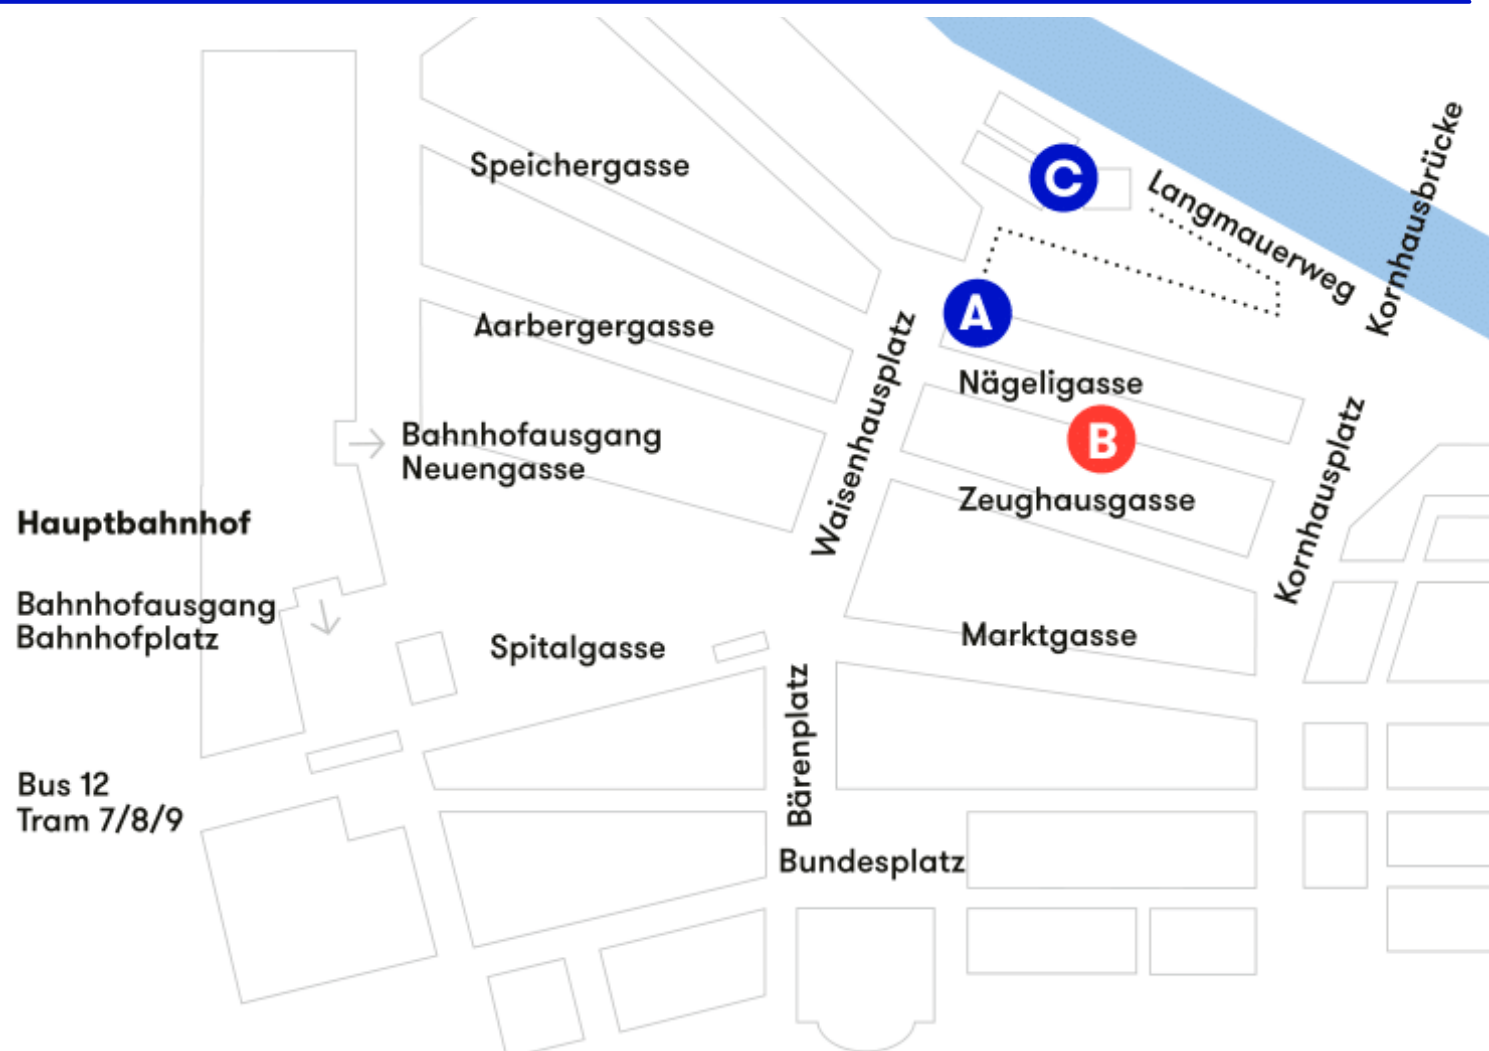 Speichergasse
C
Langmauerweg
Kornhausbrücke
A
Aarbergergasse
Waisenhausplatz
Nägeligasse
Bahnhofausgang
Neuengasse
B
Kornhausplatz
Zeughausgasse
Hauptbahnhof
Bahnhofausgang
Bahnhofplatz
Spitalgasse
Marktgasse
Bärenplatz
Bus 12
Tram 7/8/9
Bundesplatz